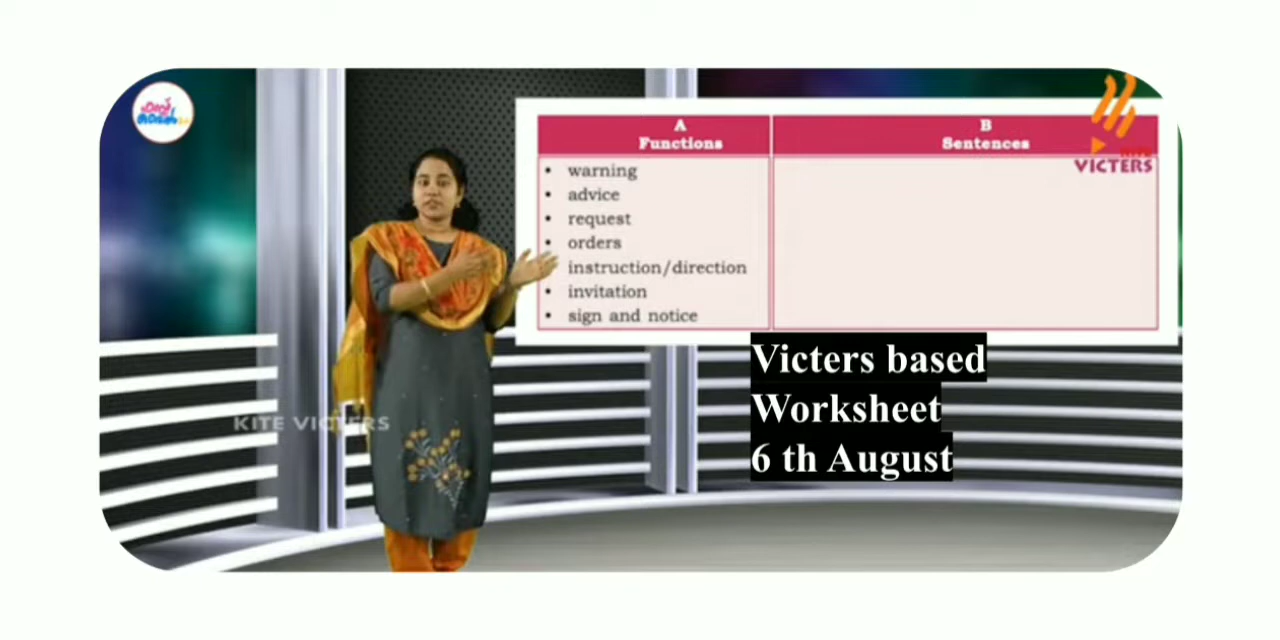 A
Functions
B
Sentences
• warning
• advice
• request
• orders
instruction/direction
• invitation
• sign and notice
KITE
VICTERS
Victers based
Worksheet
6 th August
KITE VICTERS